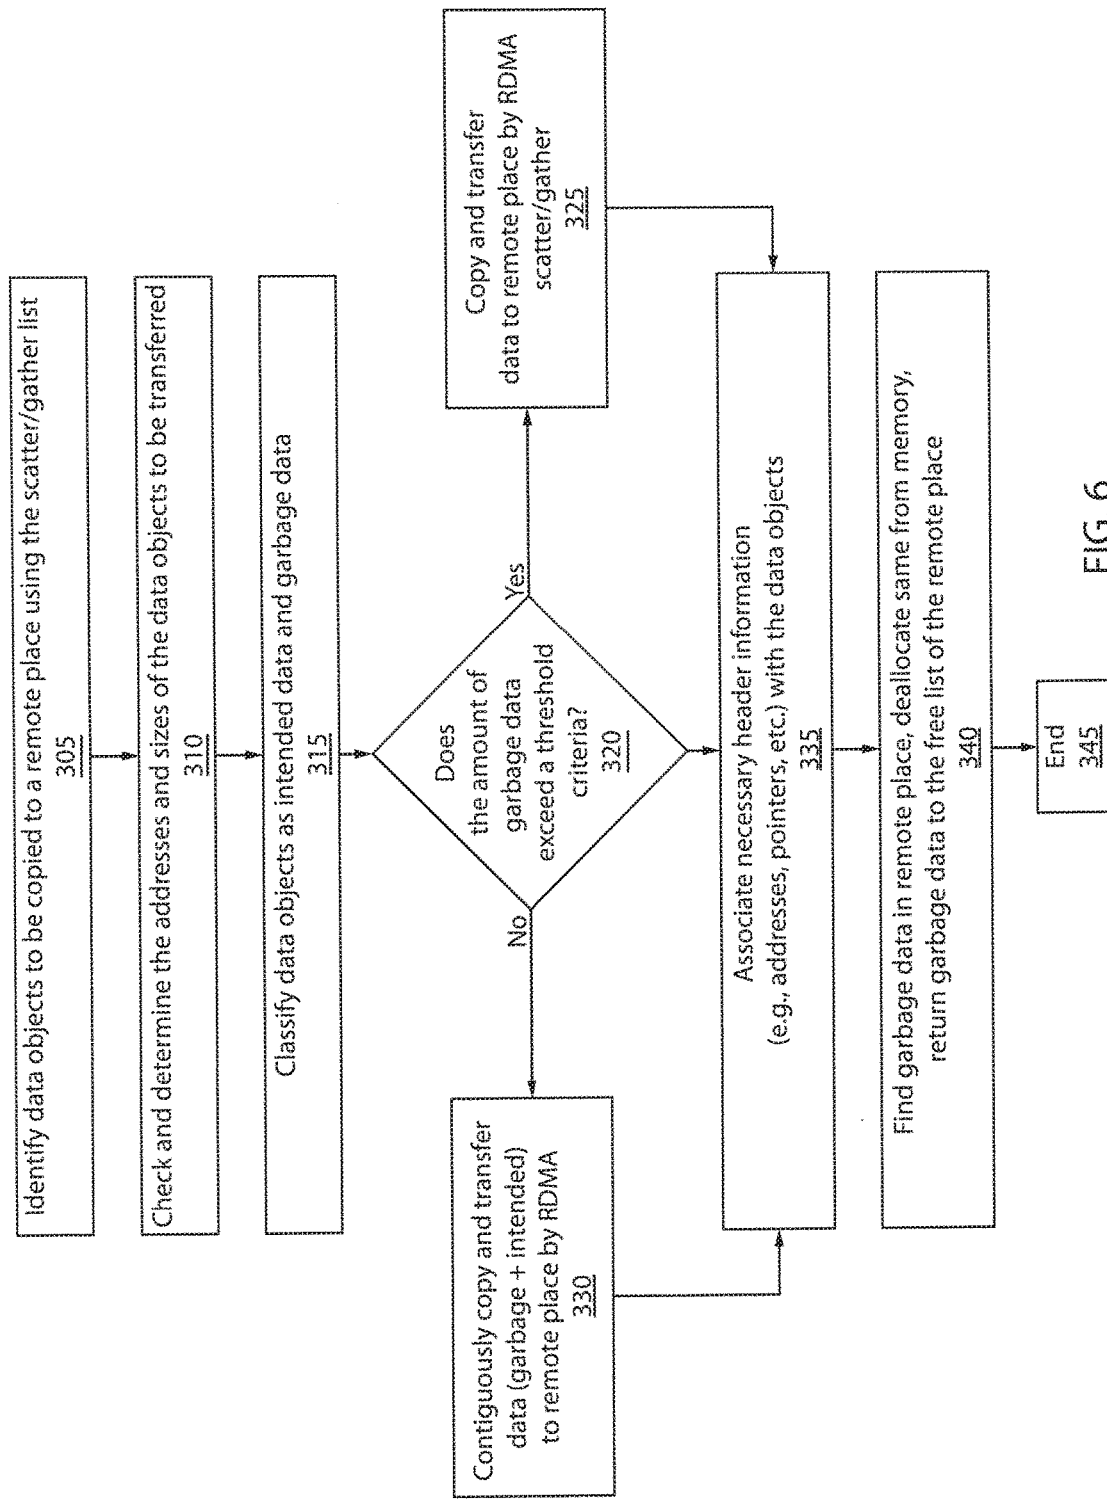 Identify data objects to be copied to a remote place using the scatter/gather list
305
Check and determine the addresses and sizes of the data objects to be transferred
310
Classify data objects as intended data and garbage data
315
Does
the amount of
garbage data
exceed a threshold
criteria?
320
Yes
No
Copy and transfer
data to remote place by RDMA
scatter/gather
325
Contiguously copy and transfer
data (garbage + intended)
to remote place by RDMA
330
Associate necessary header information
(e.g., addresses, pointers, etc.) with the data objects
335
Find garbage data in remote place, deallocate same from memory,
return garbage data to the free list of the remote place
340
End
345
FIG. 6